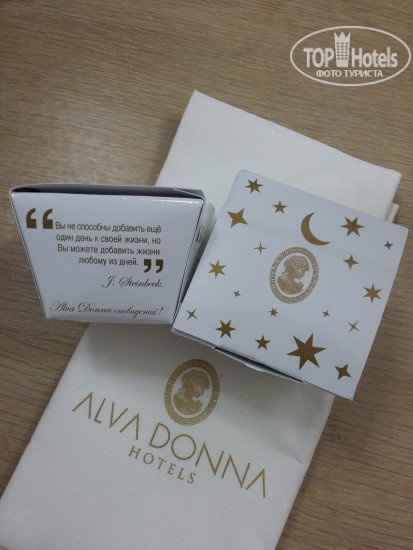 TOP Hotels
ФОТО ТУРИСТА
“ Вы не способны добавить ещё
один день к своей жизни, но
Вы можете добавить жизни
любому из дней. ”
J. Steinbeck.
Alva Donna сновидений!
ALVA DONNA
HOTELS